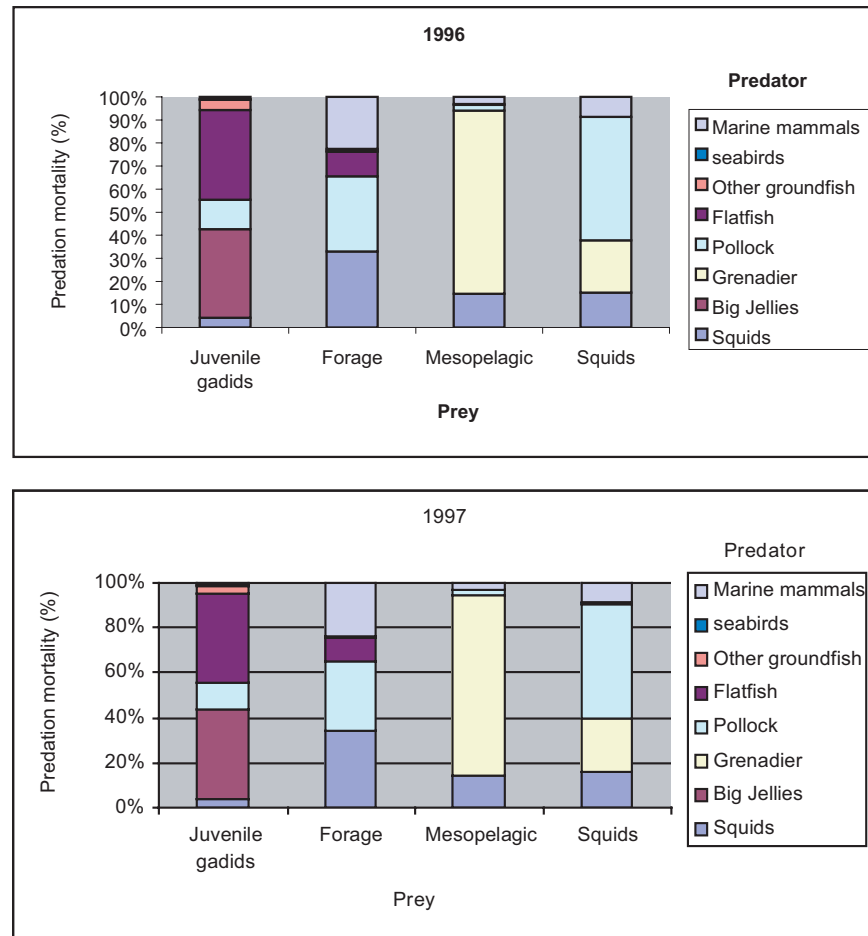 1996
Predation mortality (%)
100%
90%
80%
70%
60%
50%
40%
30%
20%
10%
0%
Juvenile
gadids
Forage
Mesopelagic
Squids
Prey
Predator
Marine mammals
seabirds
Other groundfish
Flatfish
Pollock
Grenadier
Big Jellies
Squids
1997
Predation mortality (%)
100%
80%
60%
40%
20%
0%
Juvenile
gadids
Forage
Mesopelagic
Squids
Prey
Predator
Marine mammals
seabirds
Other groundfish
Flatfish
Pollock
Grenadier
Big Jellies
Squids